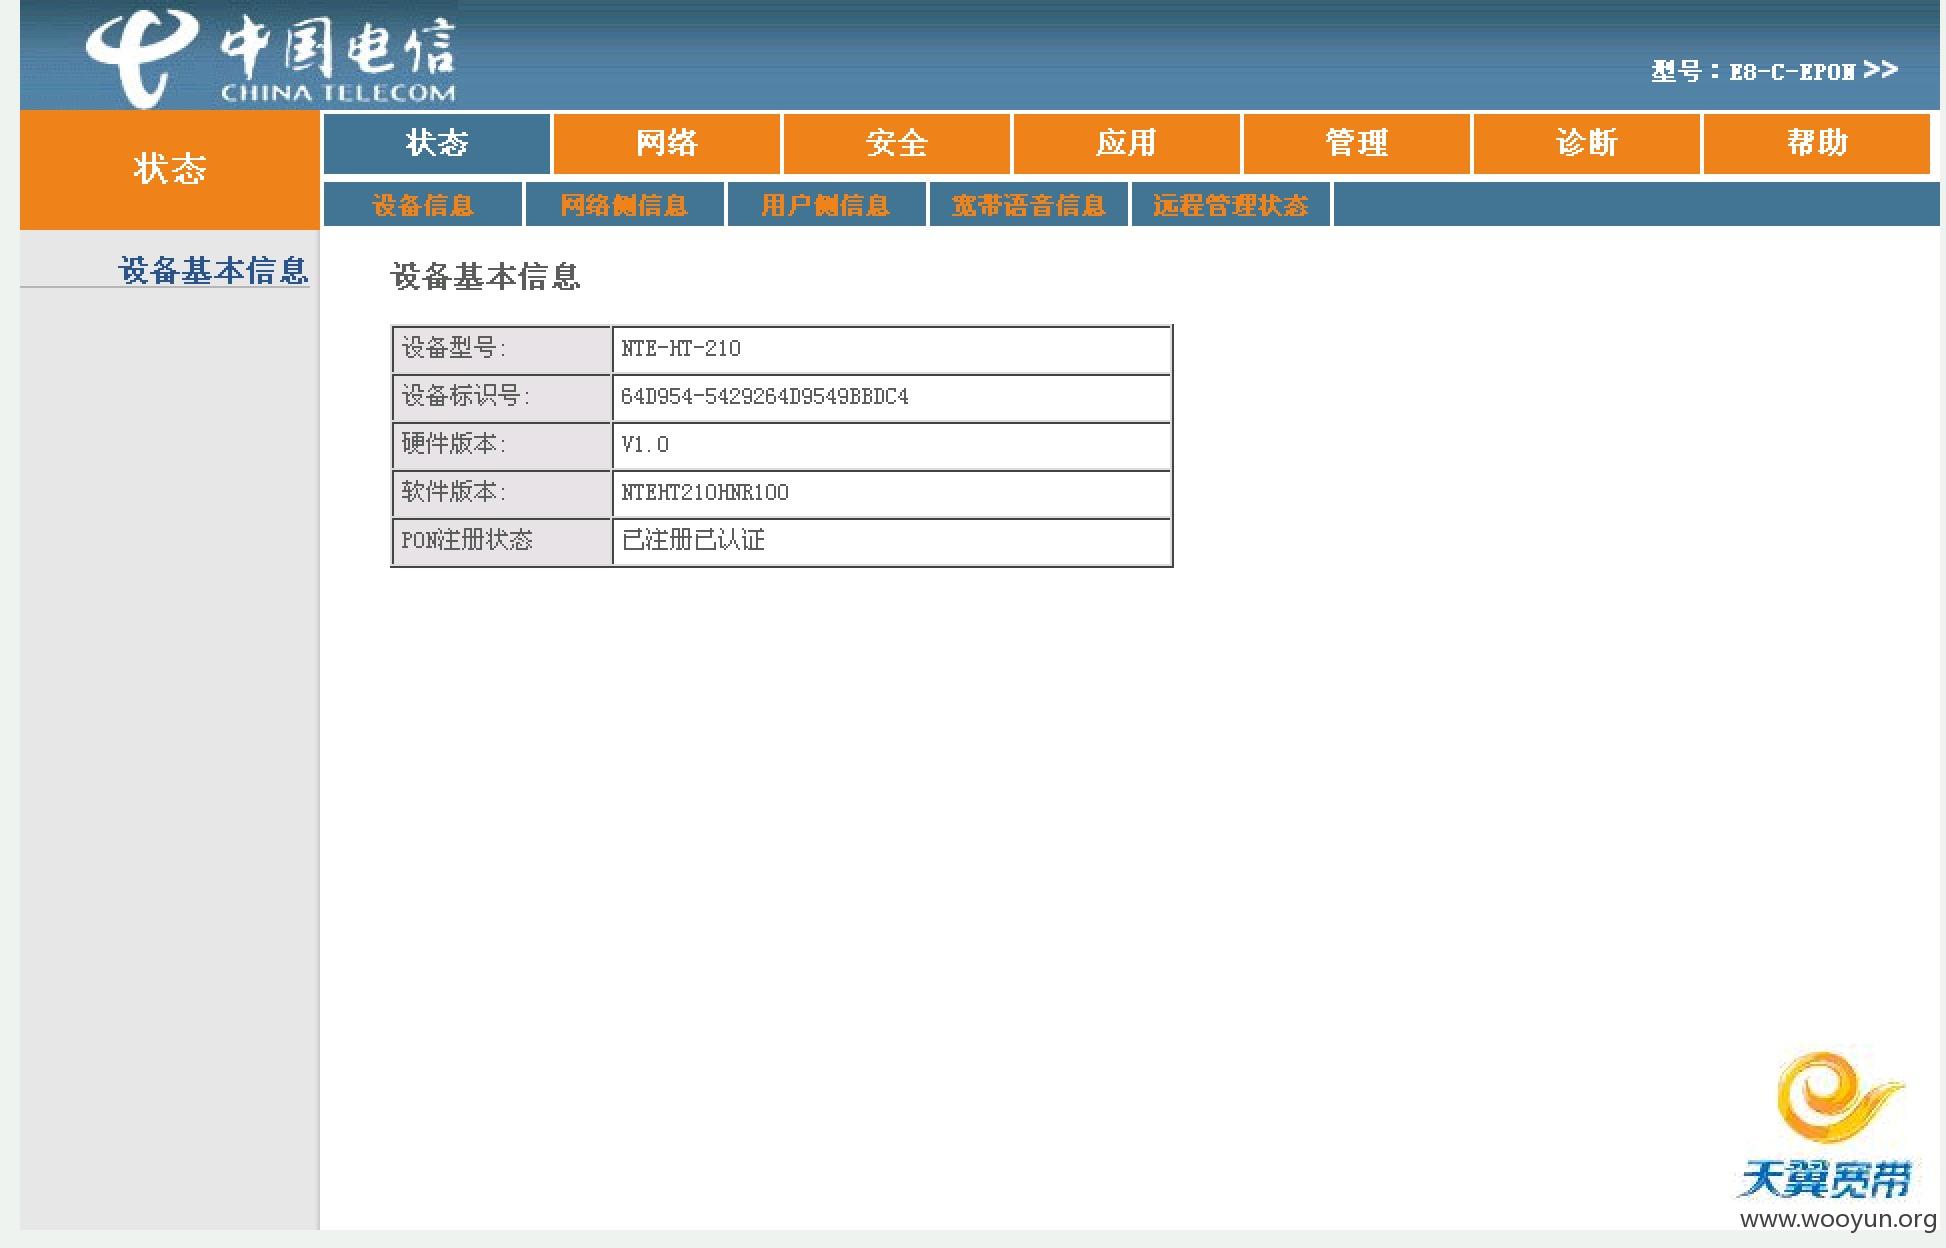 中国电信
CHINA TELECOM
型号：E8-C-EPON >>
状态
状态 网络 安全 应用 管理 诊断 帮助
设备信息 网络侧信息 用户侧信息 宽带语音信息 远程管理状态
设备基本信息
设备基本信息
设备型号: NTE-HT-210
设备标识号: 64D954-5429264D9549BBDC4
硬件版本: V1.0
软件版本: NTEHT210HNR100
PON注册状态 已注册已认证
天翼宽带
www.wooyun.org